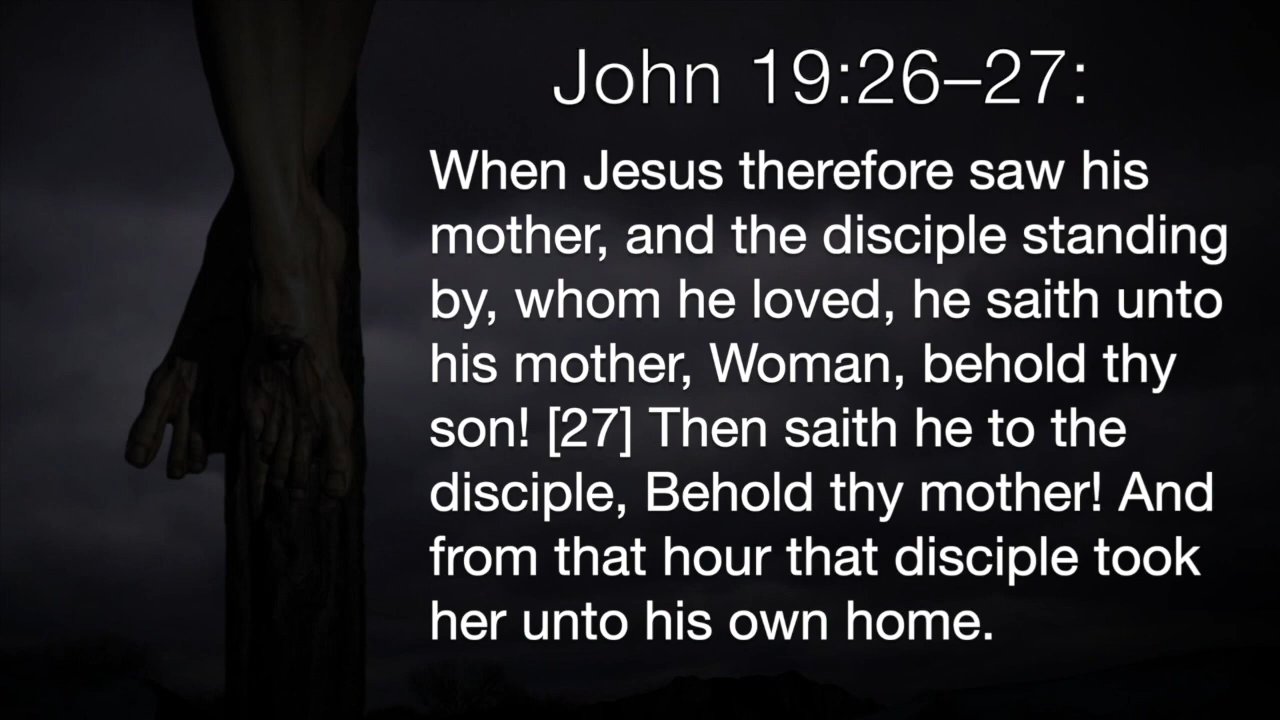 John 19:26–27:
When Jesus therefore saw his
mother, and the disciple standing
by, whom he loved, he saith unto
his mother, Woman, behold thy
son! [27] Then saith he to the
disciple, Behold thy mother! And
from that hour that disciple took
her unto his own home.